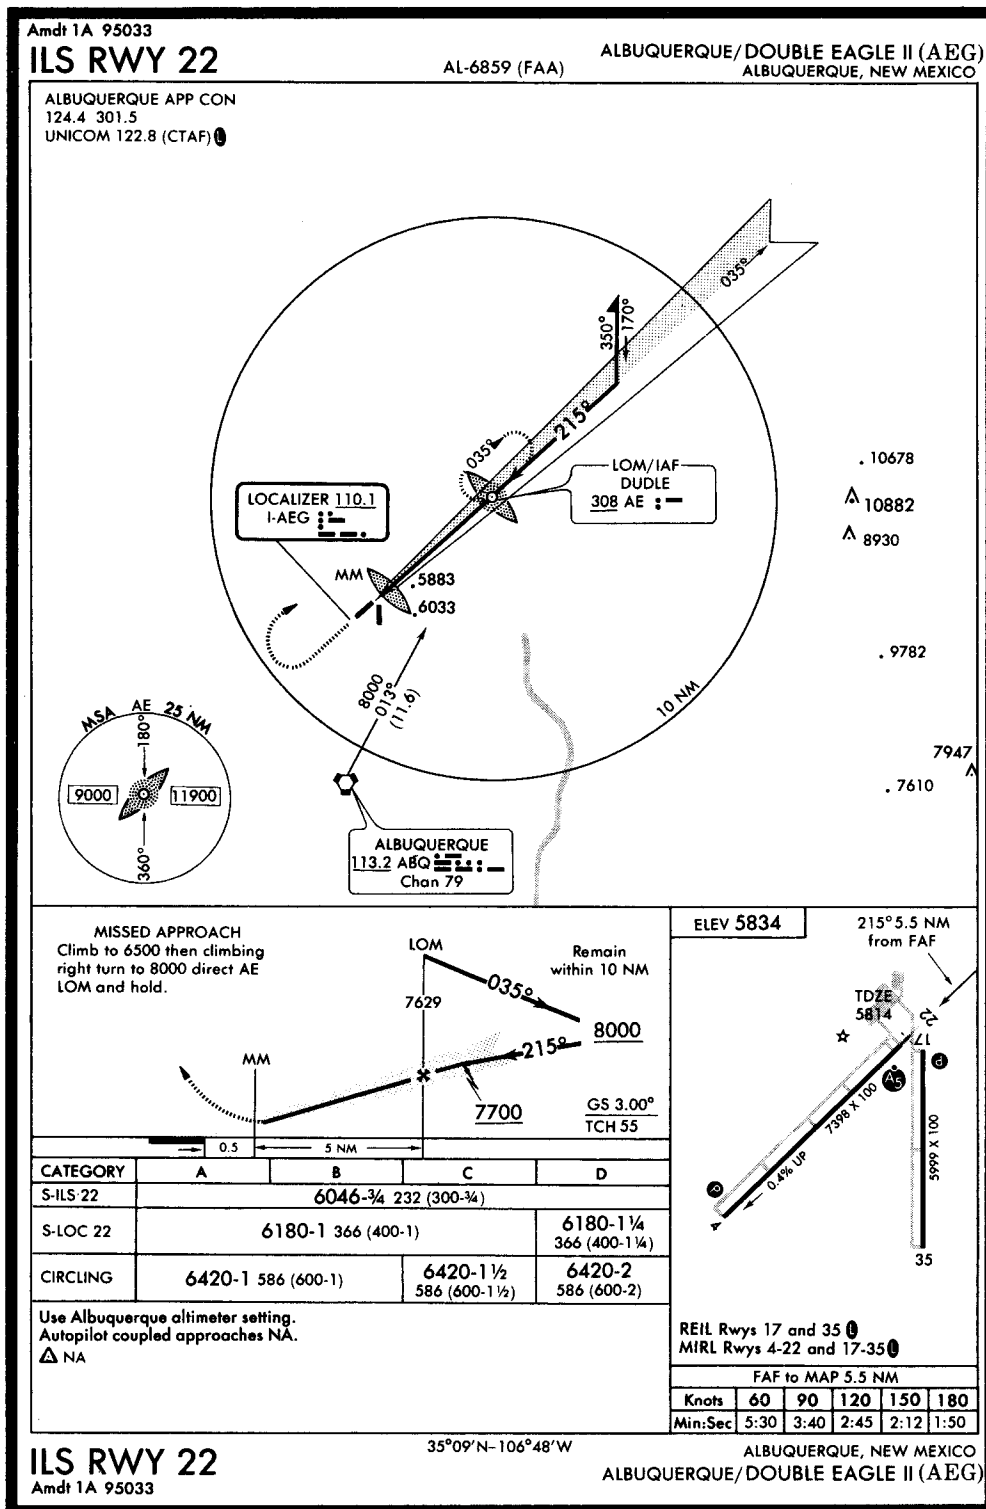 Amdt 1A 95033
ILS RWY 22
AL-6859 (FAA)
ALBUQUERQUE/DOUBLE EAGLE II (AEG)
ALBUQUERQUE, NEW MEXICO
ALBUQUERQUE APP CON
124.4 301.5
UNICOM 122.8 (CTAF) L
035°
350°
170°
215°
035°
LOM/IAF
DUDLE
308 AE
LOCALIZER 110.1
I-AEG
MM
5883
6033
10678
10882
8930
9782
7947
7610
10 NM
8000
013°
(11.6)
MSA AE 25 NM
180°
9000
11900
360°
ALBUQUERQUE
113.2 ABQ
Chan 79
MISSED APPROACH
Climb to 6500 then climbing
right turn to 8000 direct AE
LOM and hold.
LOM
Remain
within 10 NM
7629
035°
8000
215°
MM
7700
GS 3.00°
TCH 55
0.5
5 NM
CATEGORY A B C D
S-ILS 22 6046-¾ 232 (300-¾)
S-LOC 22 6180-1 366 (400-1) 6180-1¼
366 (400-1¼)
CIRCLING 6420-1 586 (600-1) 6420-1½
586 (600-1½) 6420-2
586 (600-2)
Use Albuquerque altimeter setting.
Autopilot coupled approaches NA.
A NA
ELEV 5834
215° 5.5 NM
from FAF
TDZE
5814
22
17
A5
P
7398 X 100
5999 X 100
0.4% UP
P
4
35
REIL Rwys 17 and 35 L
MIRL Rwys 4-22 and 17-35 L
FAF to MAP 5.5 NM
Knots 60 90 120 150 180
Min:Sec 5:30 3:40 2:45 2:12 1:50
35°09'N-106°48'W
ILS RWY 22
Amdt 1A 95033
ALBUQUERQUE, NEW MEXICO
ALBUQUERQUE/DOUBLE EAGLE II (AEG)